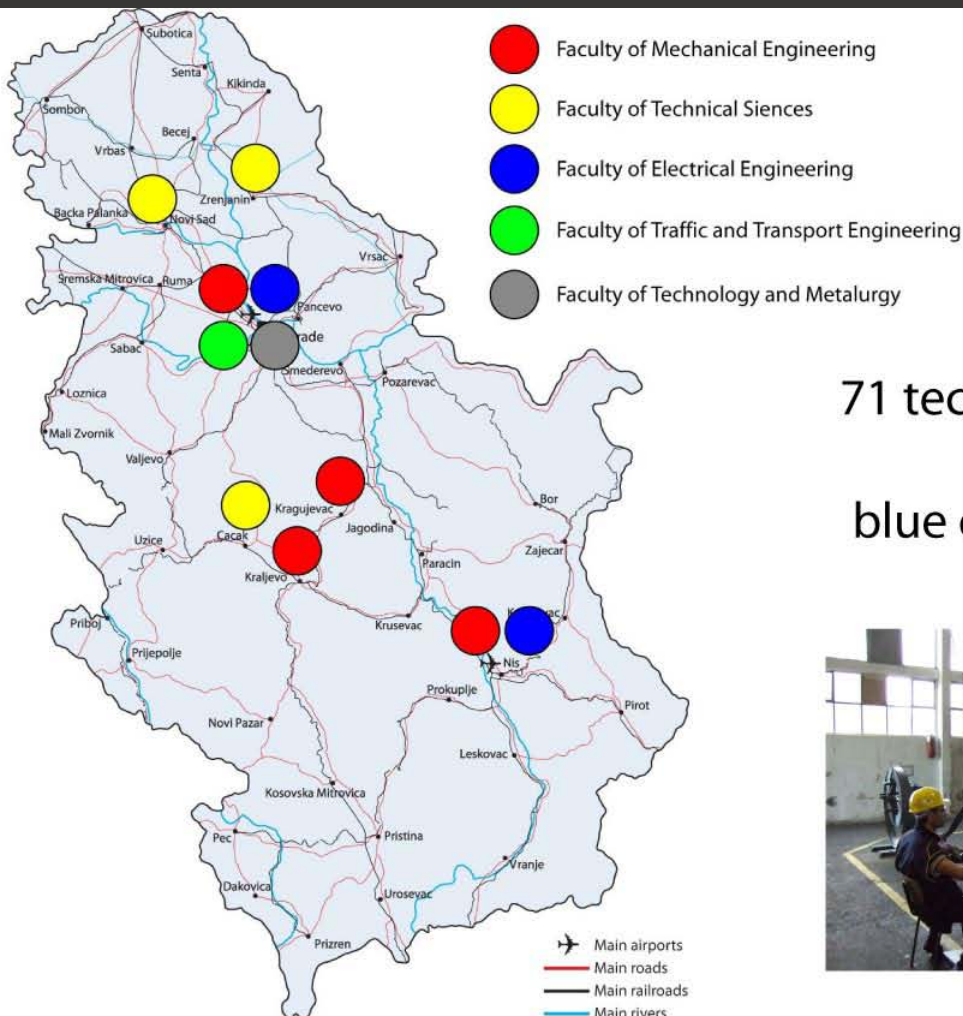 Faculty of Mechanical Engineering
Faculty of Technical Siences
Faculty of Electrical Engineering
Faculty of Traffic and Transport Engineering
Faculty of Technology and Metalurgy
71 tec
blue
Subotica
Senta
Kikinda
Sombor
Becej
Vrbas
Zrenjanin
Backa Palanka
Novi Sad
Vrsac
Sremska Mitrovica
Ruma
Pancevo
rade
Sabac
Smederevo
Pozarevac
Loznica
Mali Zvornik
Valjevo
Bor
Kragujevac
Jagodina
Cacak
Uzice
Zajecar
Paracin
Kraljevo
Krusevac
Priboj
Prijepolje
Nis
Prokuplje
Pirot
Novi Pazar
Leskovac
Kosovska Mitrovica
Pec
Pristina
Vranje
Dakovica
Urosevac
Prizren
Main airports
Main roads
Main railroads
Main rivers